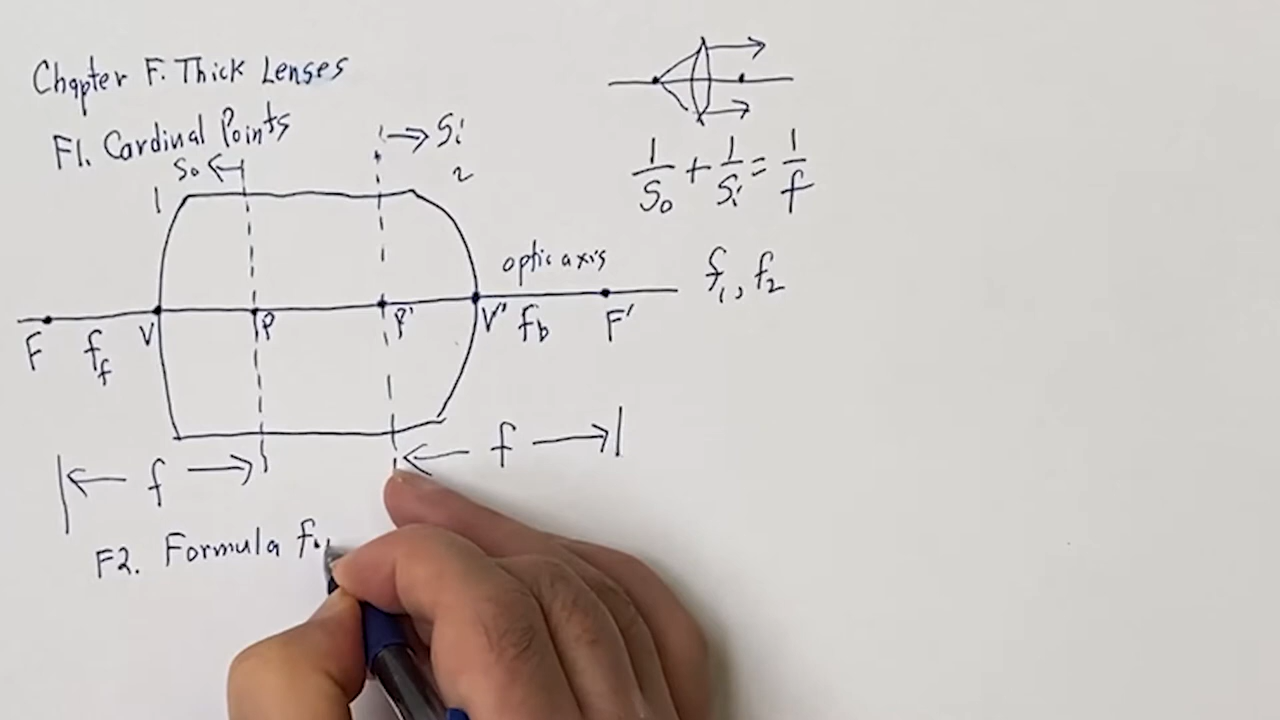 Chapter F. Thick Lenses
F1. Cardinal Points
So
Si
1
2
1/So + 1/Si = 1/f
optic axis
f1, f2
F
ff
V
P
P'
V'
fb
F'
f
f
F2. Formula